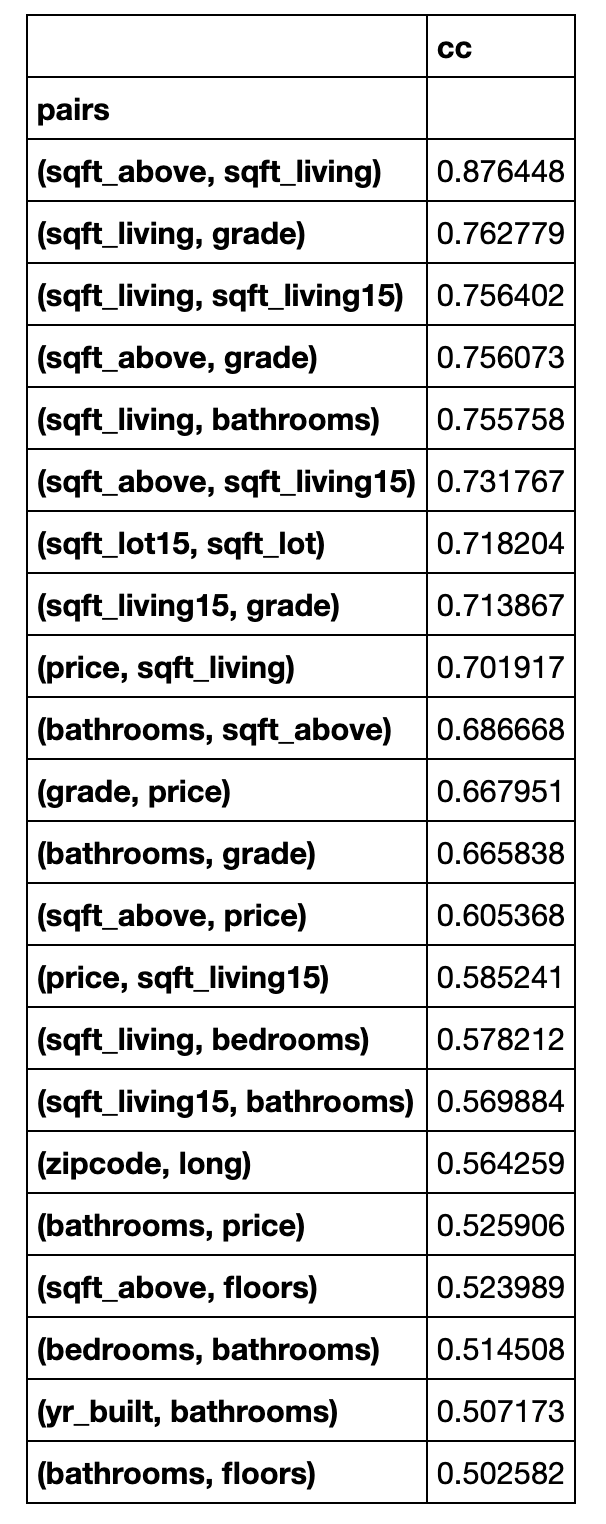 cc
pairs
(sqft_above, sqft_living) 0.876448
(sqft_living, grade) 0.762779
(sqft_living, sqft_living15) 0.756402
(sqft_above, grade) 0.756073
(sqft_living, bathrooms) 0.755758
(sqft_above, sqft_living15) 0.731767
(sqft_lot15, sqft_lot) 0.718204
(sqft_living15, grade) 0.713867
(price, sqft_living) 0.701917
(bathrooms, sqft_above) 0.686668
(grade, price) 0.667951
(bathrooms, grade) 0.665838
(sqft_above, price) 0.605368
(price, sqft_living15) 0.585241
(sqft_living, bedrooms) 0.578212
(sqft_living15, bathrooms) 0.569884
(zipcode, long) 0.564259
(bathrooms, price) 0.525906
(sqft_above, floors) 0.523989
(bedrooms, bathrooms) 0.514508
(yr_built, bathrooms) 0.507173
(bathrooms, floors) 0.502582